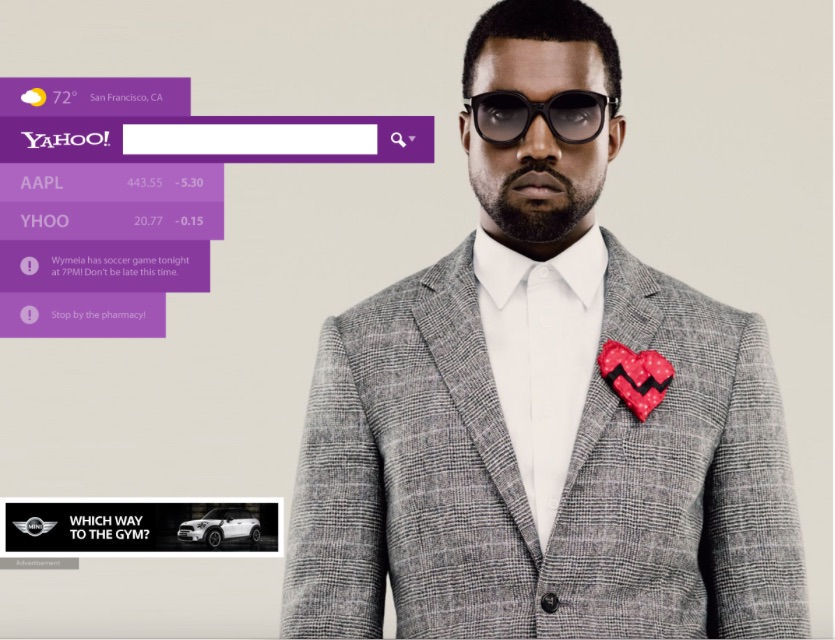 72° San Francisco, CA
YAHOO!
AAPL 443.55 -5.30
YHOO 20.77 -0.15
! Wymeia has soccer game tonight
at 7PM! Don't be late this time.
! Stop by the pharmacy!
MINI
WHICH WAY
TO THE GYM?
Advertisement